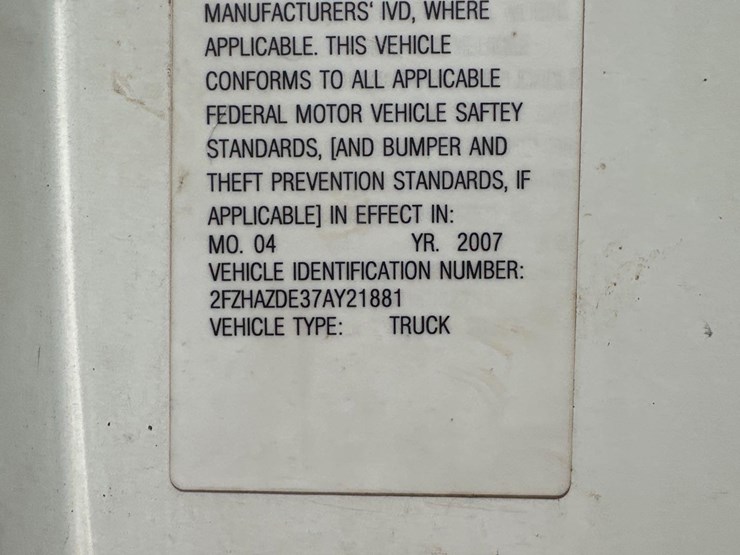 MANUFACTURERS' IVD, WHERE
APPLICABLE. THIS VEHICLE
CONFORMS TO ALL APPLICABLE
FEDERAL MOTOR VEHICLE SAFTEY
STANDARDS, [AND BUMPER AND
THEFT PREVENTION STANDARDS, IF
APPLICABLE] IN EFFECT IN:
MO. 04 YR. 2007
VEHICLE IDENTIFICATION NUMBER:
2FZHAZDE37AY21881
VEHICLE TYPE: TRUCK